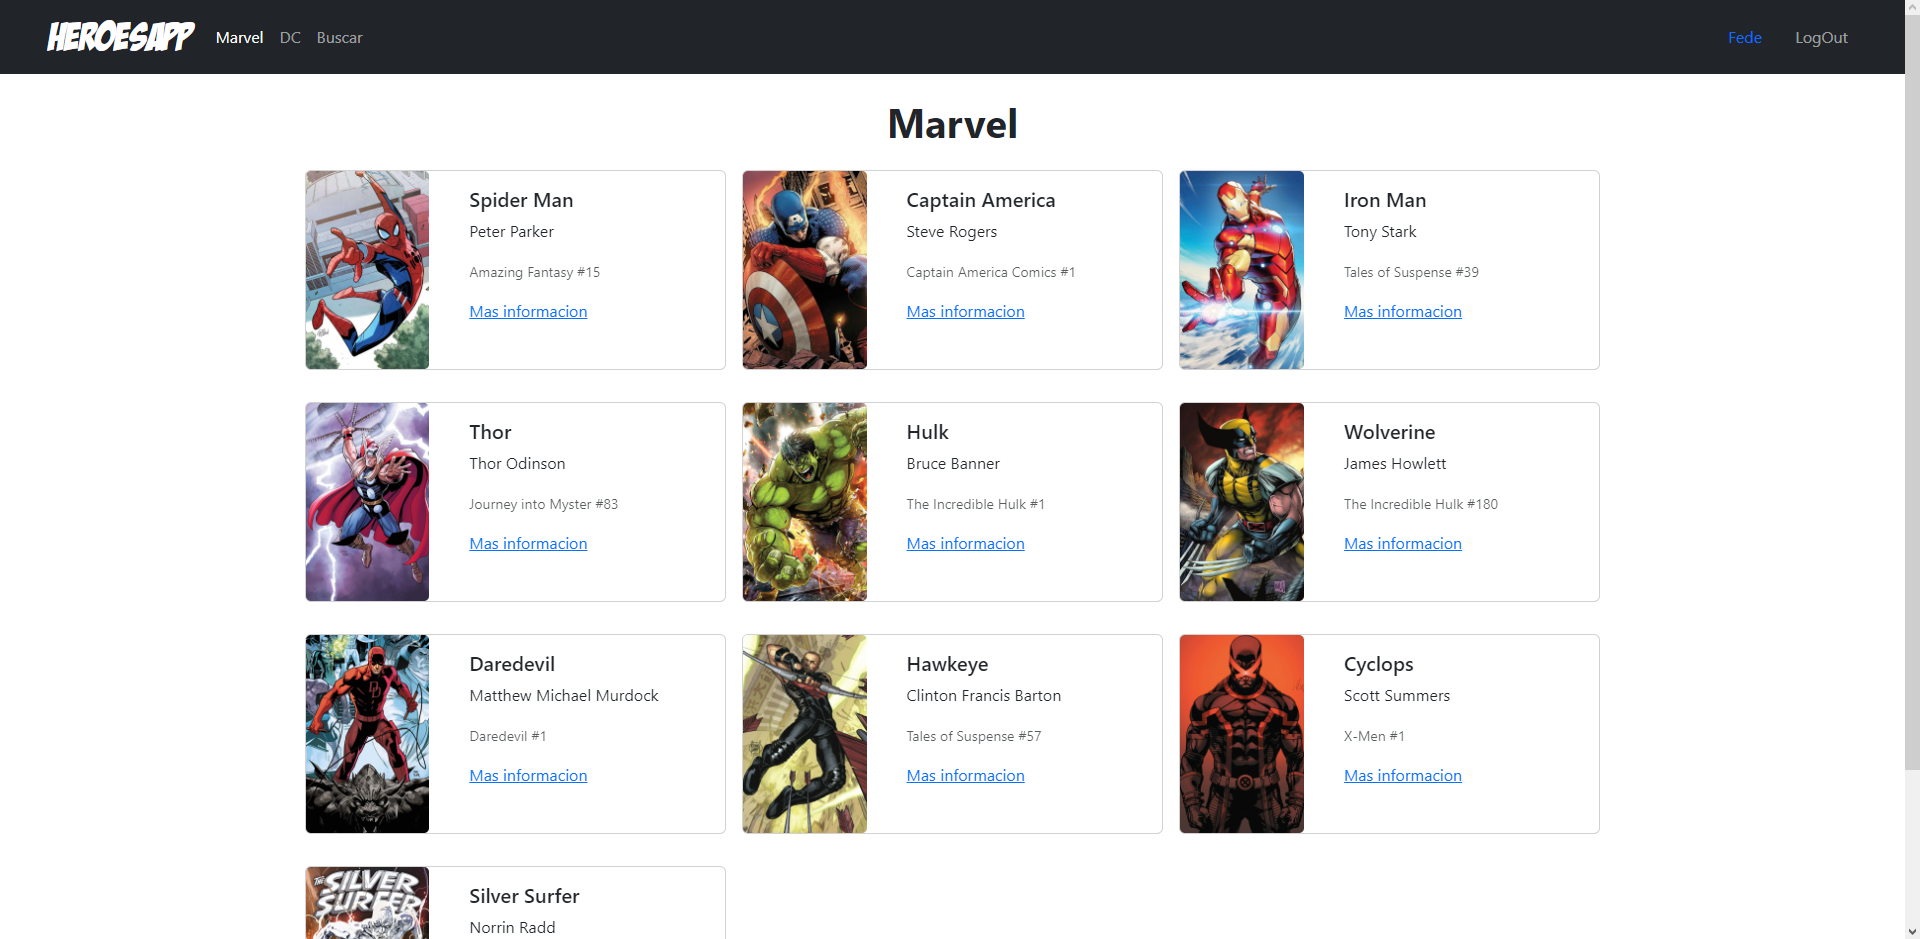 HEROESAPP Marvel DC Buscar Fede LogOut
Marvel
Spider Man
Peter Parker
Amazing Fantasy #15
Mas informacion
Captain America
Steve Rogers
Captain America Comics #1
Mas informacion
Iron Man
Tony Stark
Tales of Suspense #39
Mas informacion
Thor
Thor Odinson
Journey into Myster #83
Mas informacion
Hulk
Bruce Banner
The Incredible Hulk #1
Mas informacion
Wolverine
James Howlett
The Incredible Hulk #180
Mas informacion
Daredevil
Matthew Michael Murdock
Daredevil #1
Mas informacion
Hawkeye
Clinton Francis Barton
Tales of Suspense #57
Mas informacion
Cyclops
Scott Summers
X-Men #1
Mas informacion
THE SILVER
SURFER
Silver Surfer
Norrin Radd